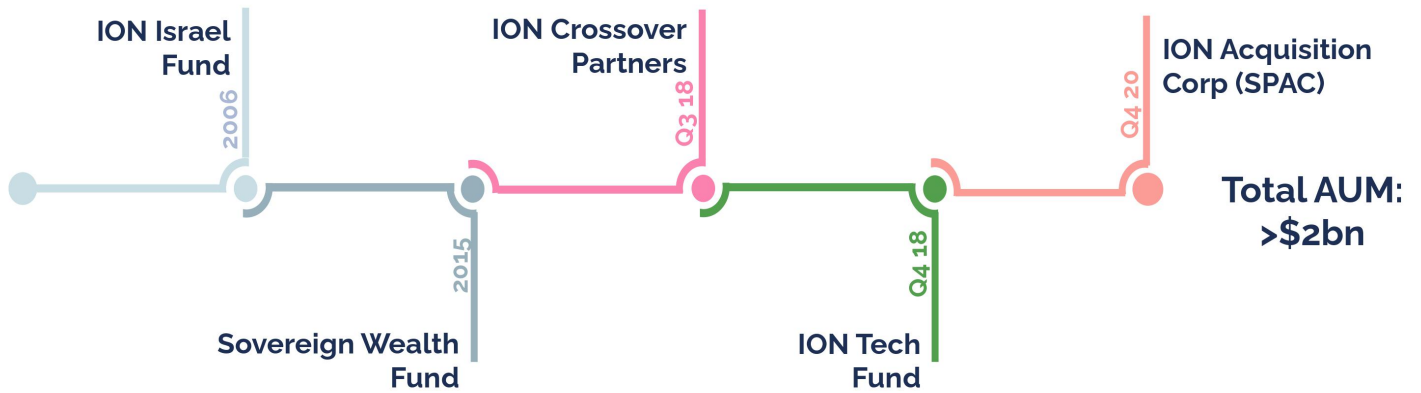 ION Israel
Fund
2006
Sovereign Wealth
Fund
2015
ION Crossover
Partners
Q3 18
ION Tech
Fund
Q4 18
ION Acquisition
Corp (SPAC)
Q4 20
Total AUM:
>$2bn